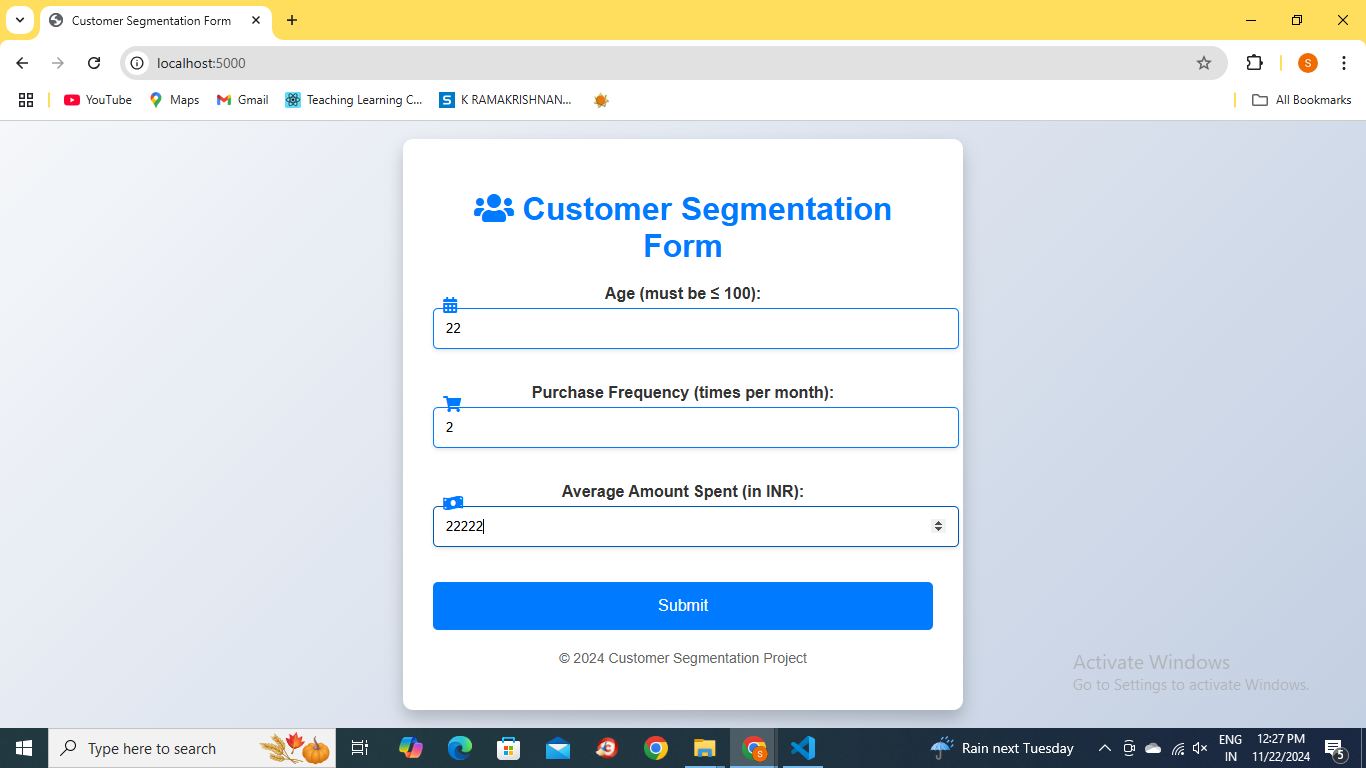 Customer Segmentation Form
localhost:5000
YouTube
Maps
Gmail
Teaching Learning C...
S
K RAMAKRISHNAN...
All Bookmarks
S
Customer Segmentation
Form
Age (must be ≤ 100):
22
Purchase Frequency (times per month):
2
Average Amount Spent (in INR):
22222
Submit
© 2024 Customer Segmentation Project
Activate Windows
Go to Settings to activate Windows.
Type here to search
S
Rain next Tuesday
ENG
IN
12:27 PM
11/22/2024
5